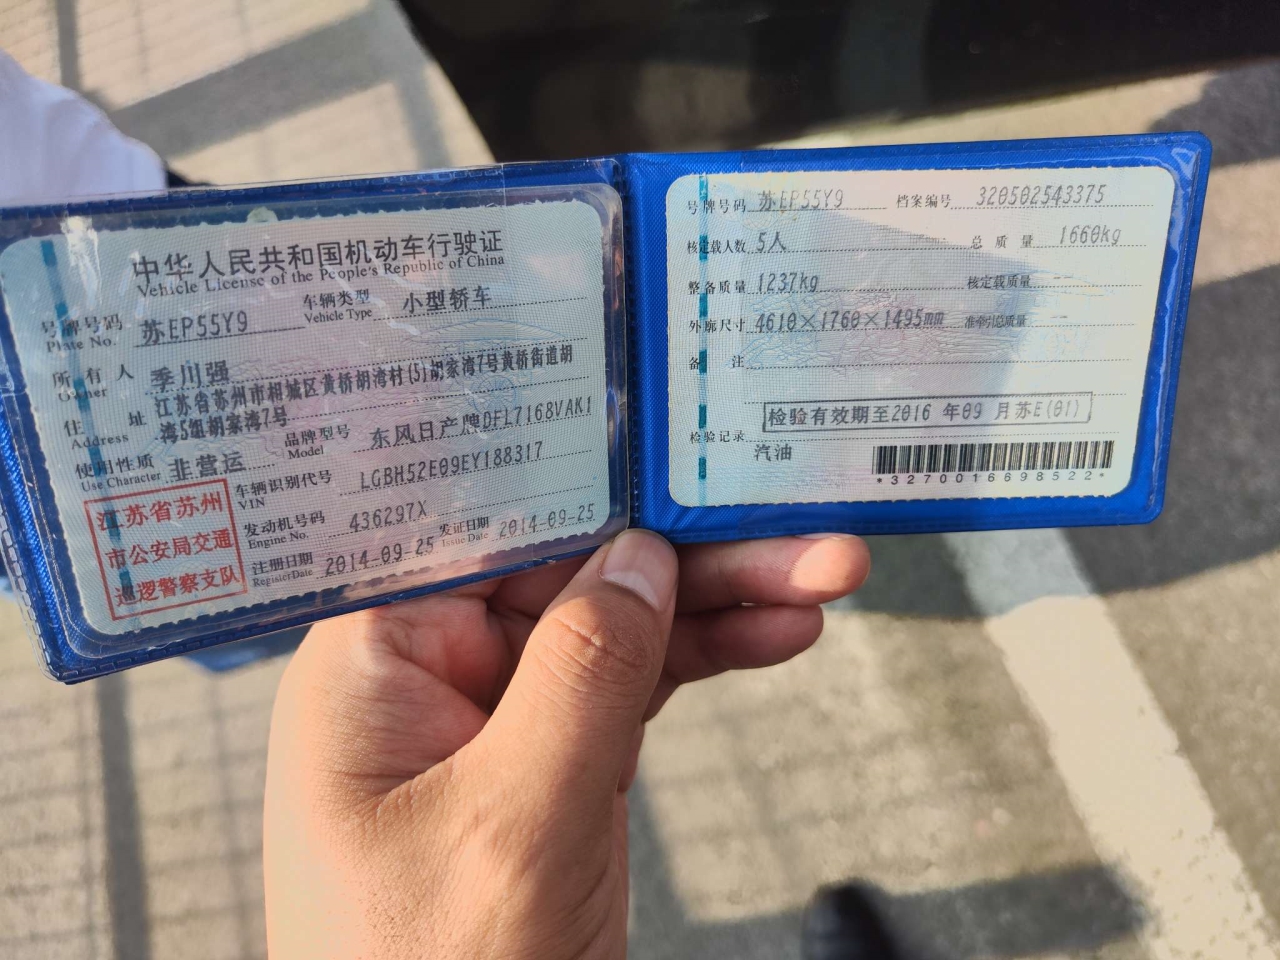 中华人民共和国机动车行驶证
Vehicle License of the People's Republic of China
号牌号码 苏EP55Y9 车辆类型 小型轿车
Plate No. Vehicle Type
所有人 季川强
Owner
住址 江苏省苏州市相城区黄桥胡湾村(5)胡家湾7号黄桥街道胡
Address 湾5组胡家湾7号
使用性质 非营运 品牌型号 东风日产牌DFL7168VAK1
Use Character Model
车辆识别代号 LGBH52E09EY188317
VIN
发动机号码 436297X
Engine No.
注册日期 2014-09-25 发证日期 2014-09-25
Register Date Issue Date
江苏省苏州
市公安局交通
巡逻警察支队
号牌号码 苏EP55Y9 档案编号 320502543375
核定载人数 5人 总质量 1660kg
整备质量 1237kg 核定载质量 --
外廓尺寸 4610×1760×1495mm 准牵引总质量 --
备注
检验有效期至2016 年09 月苏E(01)
检验记录
汽油
*3270016698522*